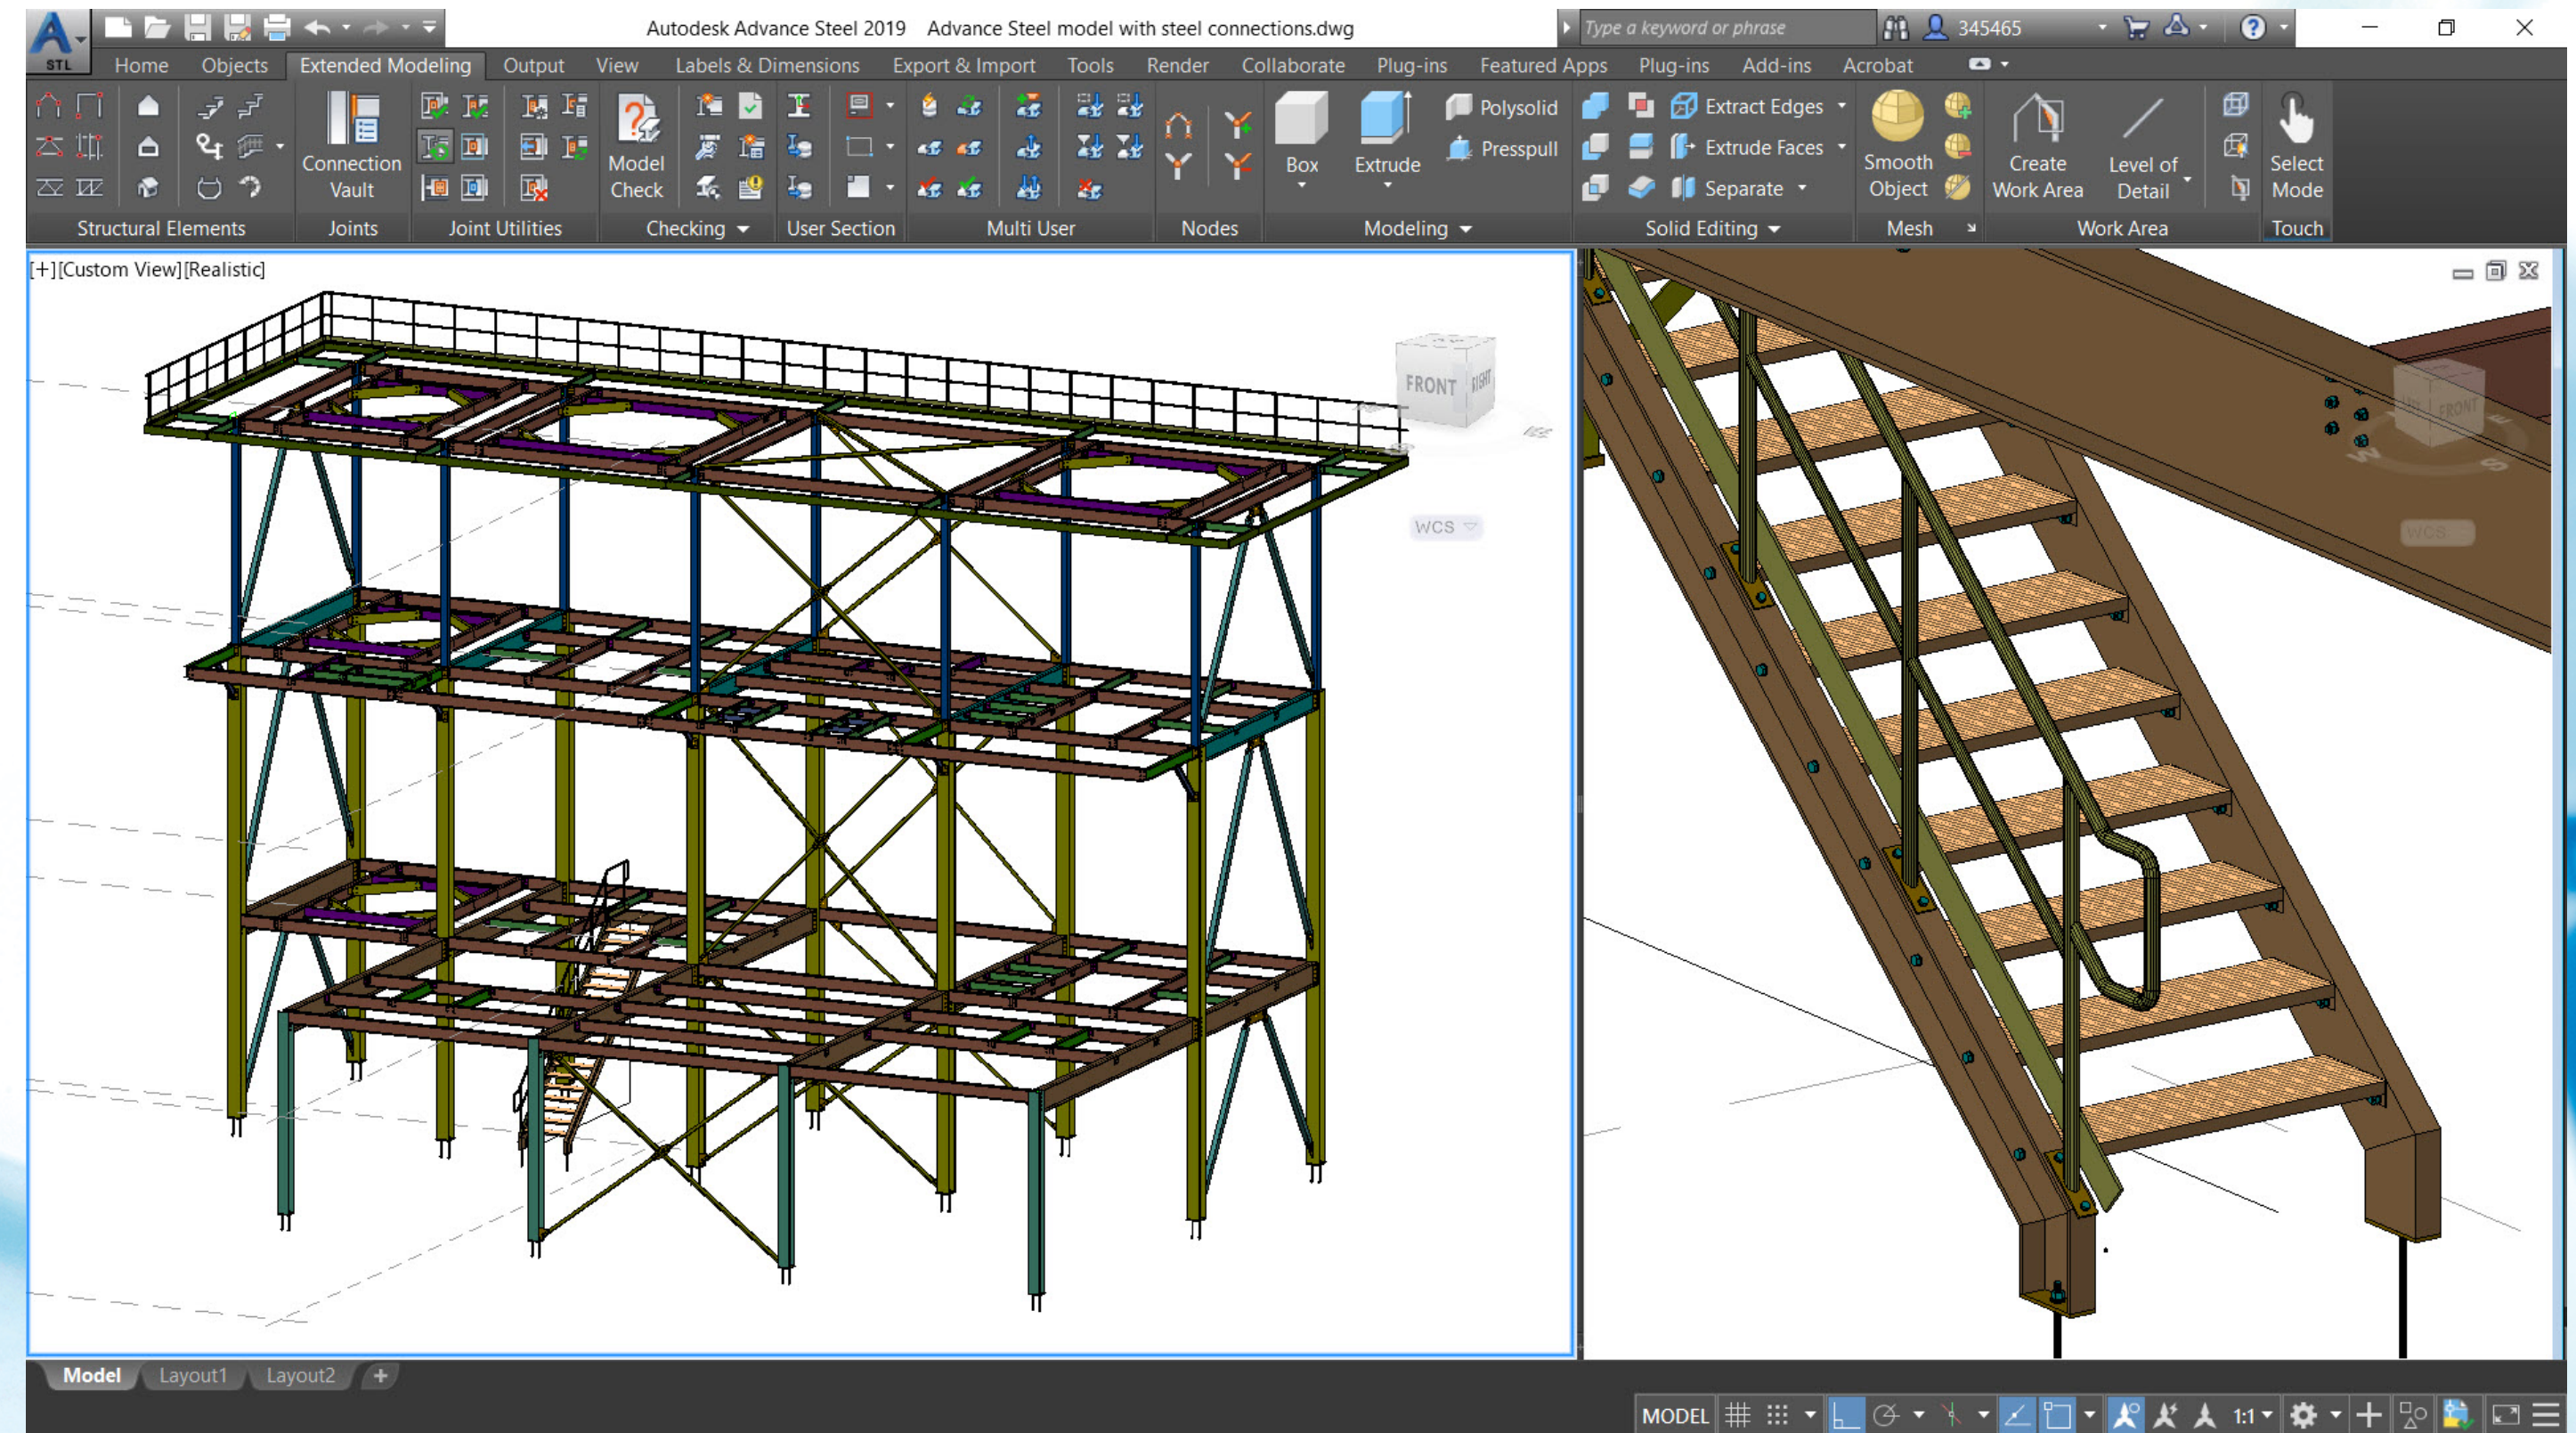 Autodesk Advance Steel 2019 Advance Steel model with steel connections.dwg
Type a keyword or phrase
345465
A
STL
Home Objects Extended Modeling Output View Labels & Dimensions Export & Import Tools Render Collaborate Plug-ins Featured Apps Plug-ins Add-ins Acrobat
Connection
Vault
Model
Check
Box
Extrude
Polysolid
Presspull
Extract Edges
Extrude Faces
Separate
Smooth
Object
Create
Work Area
Level of
Detail
Select
Mode
Structural Elements Joints Joint Utilities Checking User Section Multi User Nodes Modeling Solid Editing Mesh Work Area Touch
[+][Custom View][Realistic]
FRONT RIGHT
WCS
FRONT
W S
WCS
Model Layout1 Layout2 +
MODEL 1:1